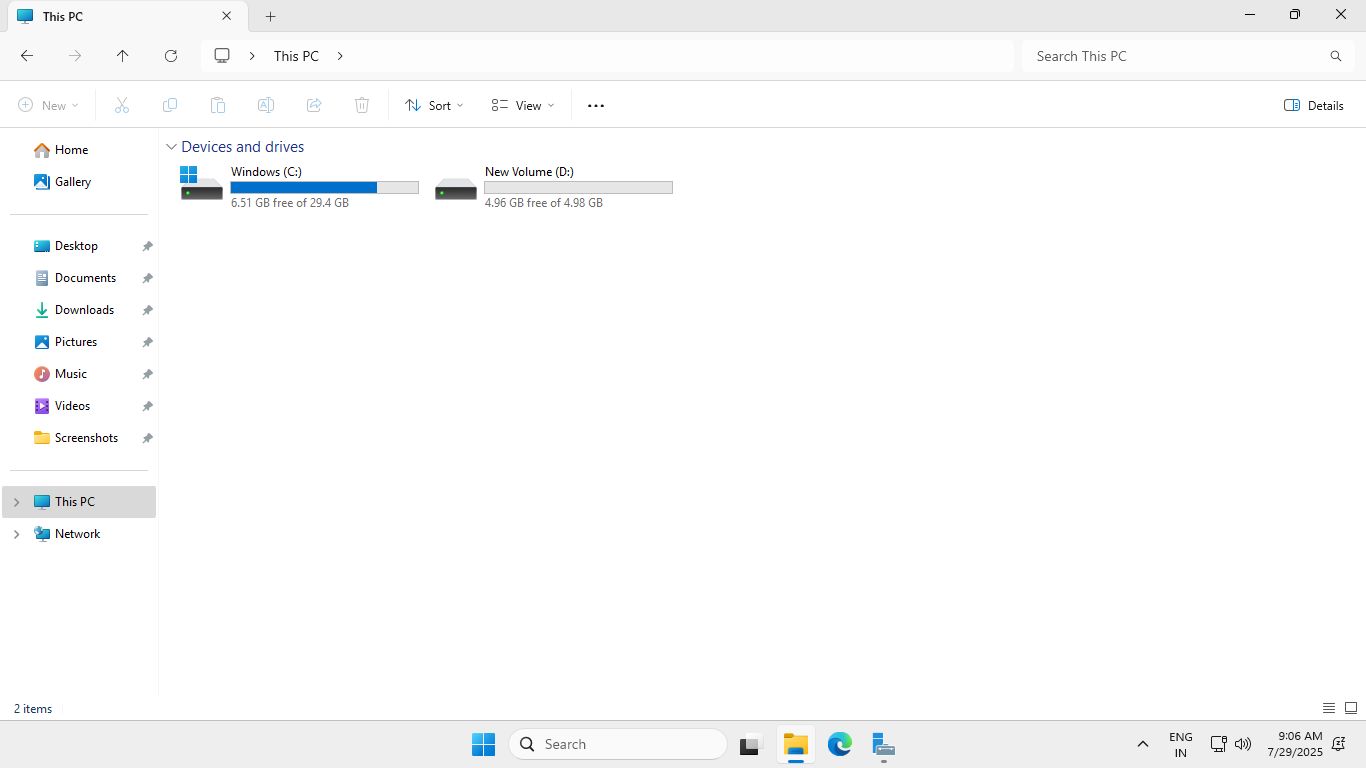 This PC
This PC
Search This PC
New
Sort
View
Details
Home
Gallery
Desktop
Documents
Downloads
Pictures
Music
Videos
Screenshots
This PC
Network
Devices and drives
Windows (C:)
6.51 GB free of 29.4 GB
New Volume (D:)
4.96 GB free of 4.98 GB
2 items
Search
ENG
IN
9:06 AM
7/29/2025